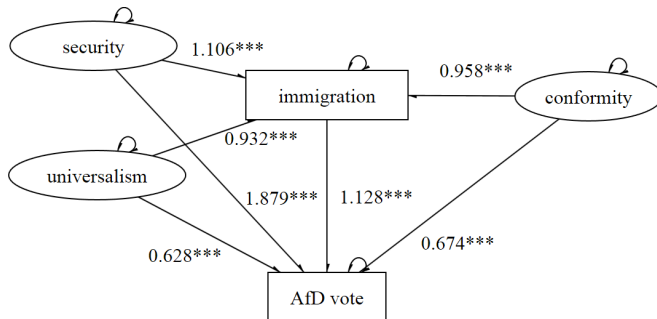 security
1.106***
0.958***
immigration
conformity
0.932***
universalism
1.879***
1.128***
0.628***
0.674***
AfD vote